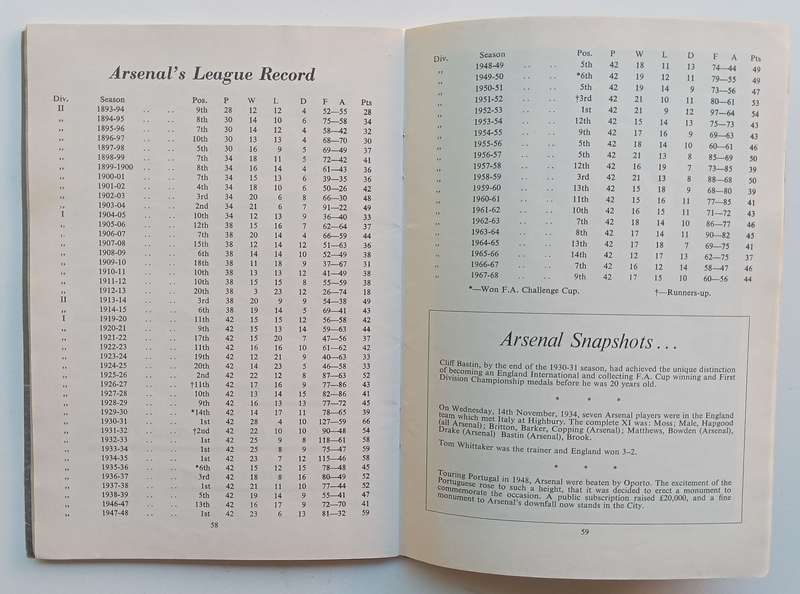 Arsenal's League Record
Div. Season Pos. P W L D F A Pts
II 1893-94 .. .. 9th 28 12 12 4 52—55 28
,, 1894-95 .. .. 8th 30 14 10 6 75—58 34
,, 1895-96 .. .. 7th 30 14 12 4 58—42 32
,, 1896-97 .. .. 10th 30 13 13 4 68—70 30
,, 1897-98 .. .. 5th 30 16 9 5 69—49 37
,, 1898-99 .. .. 7th 34 18 11 5 72—42 41
,, 1899-1900 .. .. 8th 34 16 14 4 61—43 36
,, 1900-01 .. .. 7th 34 15 13 6 39—35 36
,, 1901-02 .. .. 4th 34 18 10 6 50—26 42
,, 1902-03 .. .. 3rd 34 20 6 8 66—30 48
,, 1903-04 .. .. 2nd 34 21 6 7 91—22 49
I 1904-05 .. .. 10th 34 12 13 9 36—40 33
,, 1905-06 .. .. 12th 38 15 16 7 62—64 37
,, 1906-07 .. .. 7th 38 20 14 4 66—59 44
,, 1907-08 .. .. 15th 38 12 14 12 51—63 36
,, 1908-09 .. .. 6th 38 14 14 10 52—49 38
,, 1909-10 .. .. 18th 38 11 18 9 37—67 31
,, 1910-11 .. .. 10th 38 13 13 12 41—49 38
,, 1911-12 .. .. 10th 38 15 15 8 55—59 38
,, 1912-13 .. .. 20th 38 3 23 12 26—74 18
II 1913-14 .. .. 3rd 38 20 9 9 54—38 49
,, 1914-15 .. .. 6th 38 19 14 5 69—41 43
I 1919-20 .. .. 11th 42 15 15 12 56—58 42
,, 1920-21 .. .. 9th 42 15 13 14 59—63 44
,, 1921-22 .. .. 17th 42 15 20 7 47—56 37
,, 1922-23 .. .. 11th 42 16 16 10 61—62 42
,, 1923-24 .. .. 19th 42 12 21 9 40—63 33
,, 1924-25 .. .. 20th 42 14 23 5 46—58 33
,, 1925-26 .. .. 2nd 42 22 12 8 87—63 52
,, 1926-27 .. .. †11th 42 17 16 9 77—86 43
,, 1927-28 .. .. 10th 42 13 14 15 82—86 41
,, 1928-29 .. .. 9th 42 16 13 13 77—72 45
,, 1929-30 .. .. *14th 42 14 17 11 78—65 39
,, 1930-31 .. .. 1st 42 28 4 10 127—59 66
,, 1931-32 .. .. †2nd 42 22 10 10 90—48 54
,, 1932-33 .. .. 1st 42 25 9 8 118—61 58
,, 1933-34 .. .. 1st 42 25 8 9 75—47 59
,, 1934-35 .. .. 1st 42 23 7 12 115—46 58
,, 1935-36 .. .. *6th 42 15 12 15 78—48 45
,, 1936-37 .. .. 3rd 42 18 8 16 80—49 52
,, 1937-38 .. .. 1st 42 21 11 10 77—44 52
,, 1938-39 .. .. 5th 42 19 14 9 55—41 47
,, 1946-47 .. .. 13th 42 16 17 9 72—70 41
,, 1947-48 .. .. 1st 42 23 6 13 81—32 59
58
Div. Season Pos. P W L D F A Pts
,, 1948-49 .. .. 5th 42 18 11 13 74—44 49
,, 1949-50 .. .. *6th 42 19 12 11 79—55 49
,, 1950-51 .. .. 5th 42 19 14 9 73—56 47
,, 1951-52 .. .. †3rd 42 21 10 11 80—61 53
,, 1952-53 .. .. 1st 42 21 9 12 97—64 54
,, 1953-54 .. .. 12th 42 15 14 13 75—73 43
,, 1954-55 .. .. 9th 42 17 16 9 69—63 43
,, 1955-56 .. .. 5th 42 18 14 10 60—61 46
,, 1956-57 .. .. 5th 42 21 13 8 85—69 50
,, 1957-58 .. .. 12th 42 16 19 7 73—85 39
,, 1958-59 .. .. 3rd 42 21 13 8 88—68 50
,, 1959-60 .. .. 13th 42 15 18 9 68—80 39
,, 1960-61 .. .. 11th 42 15 16 11 77—85 41
,, 1961-62 .. .. 10th 42 16 15 11 71—72 43
,, 1962-63 .. .. 7th 42 18 14 10 86—77 46
,, 1963-64 .. .. 8th 42 17 14 11 90—82 45
,, 1964-65 .. .. 13th 42 17 18 7 69—75 41
,, 1965-66 .. .. 14th 42 12 17 13 62—75 37
,, 1966-67 .. .. 7th 42 16 12 14 58—47 46
,, 1967-68 .. .. 9th 42 17 15 10 60—56 44
*—Won F.A. Challenge Cup. †—Runners-up.
Arsenal Snapshots...
Cliff Bastin, by the end of the 1930-31 season, had achieved the unique distinction
of becoming an England International and collecting F.A. Cup winning and First
Division Championship medals before he was 20 years old.
* * *
On Wednesday, 14th November, 1934, seven Arsenal players were in the England
team which met Italy at Highbury. The complete XI was: Moss; Male, Hapgood
(all Arsenal); Britton, Barker, Copping (Arsenal); Matthews, Bowden (Arsenal),
Drake (Arsenal) Bastin (Arsenal), Brook.
Tom Whittaker was the trainer and England won 3–2.
* * *
Touring Portugal in 1948, Arsenal were beaten by Oporto. The excitement of the
Portuguese rose to such a height, that it was decided to erect a monument to
commemorate the occasion. A public subscription raised £20,000, and a fine
monument to Arsenal's downfall now stands in the City.
59